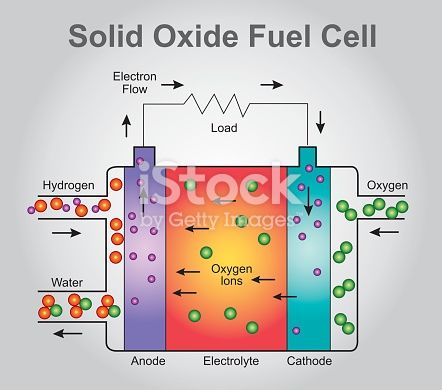 Solid Oxide Fuel Cell
Electron
Flow
Load
Hydrogen
Oxygen
iStock
by Getty Images
Water
Oxygen
Ions
Anode
Electrolyte
Cathode